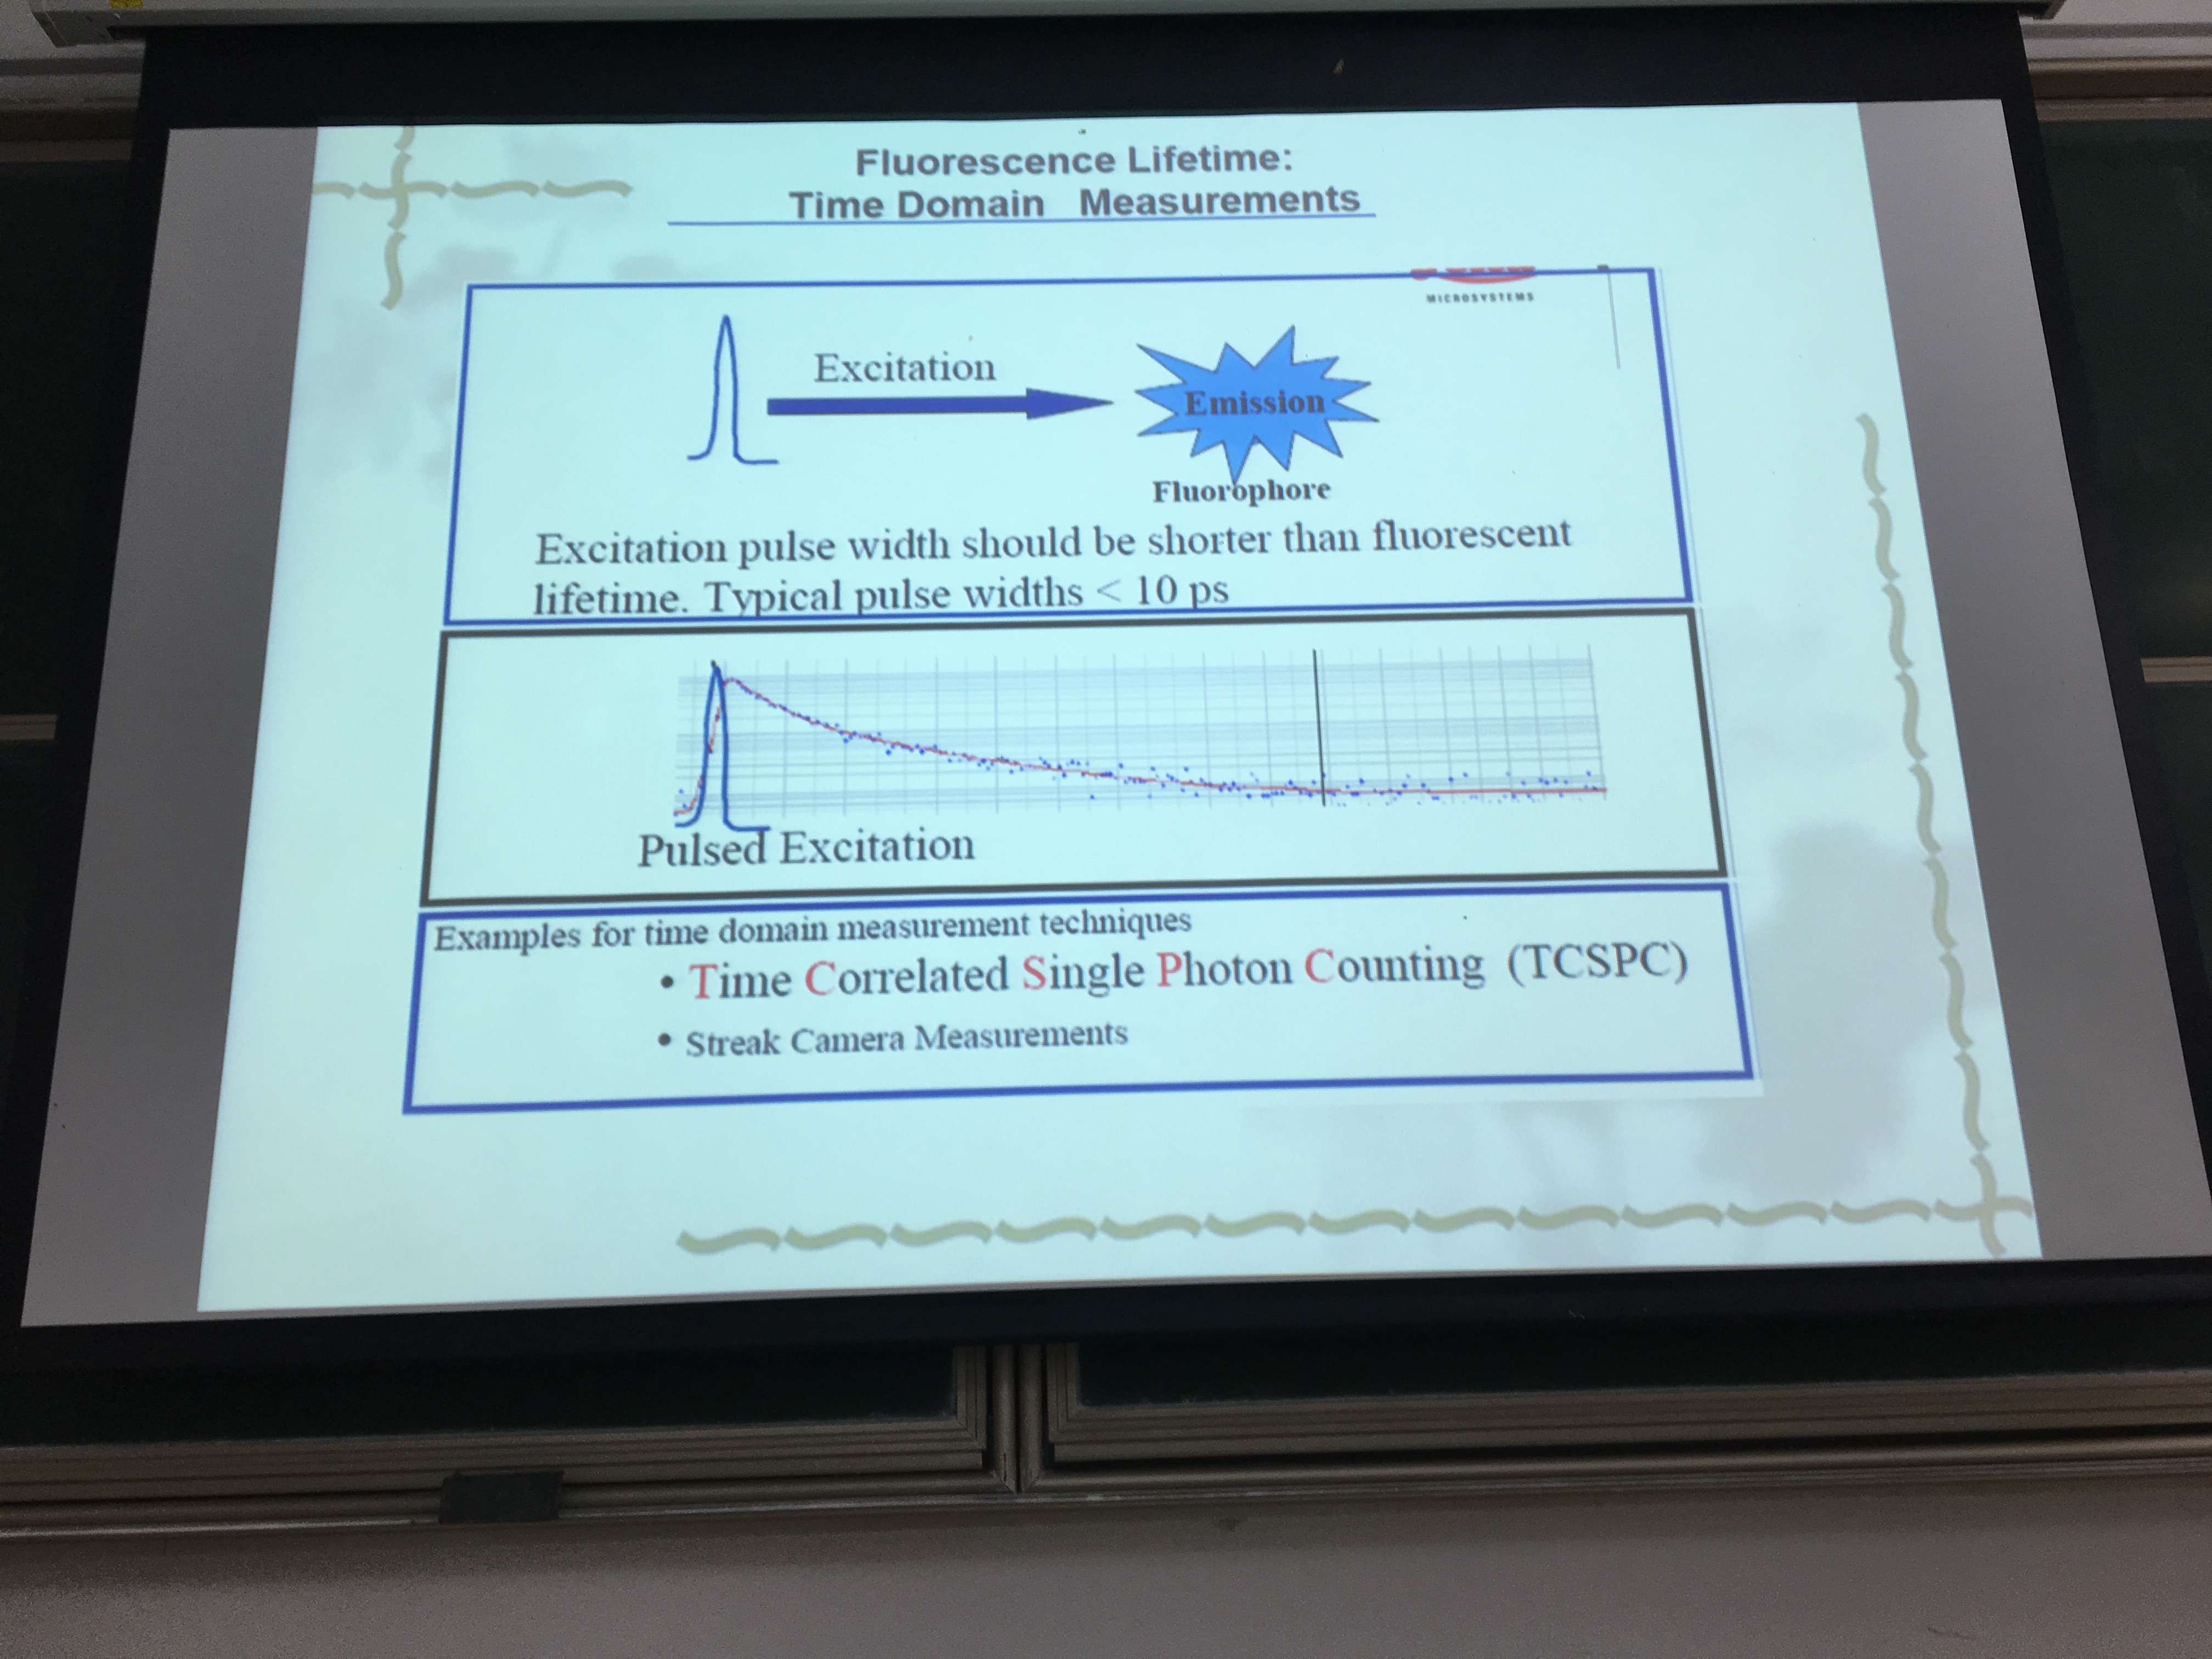 Fluorescence Lifetime:
Time Domain Measurements
MICROSYSTEMS
Excitation
Emission
Fluorophore
Excitation pulse width should be shorter than fluorescent
lifetime. Typical pulse widths < 10 ps
Pulsed Excitation
Examples for time domain measurement techniques
• Time Correlated Single Photon Counting (TCSPC)
• Streak Camera Measurements